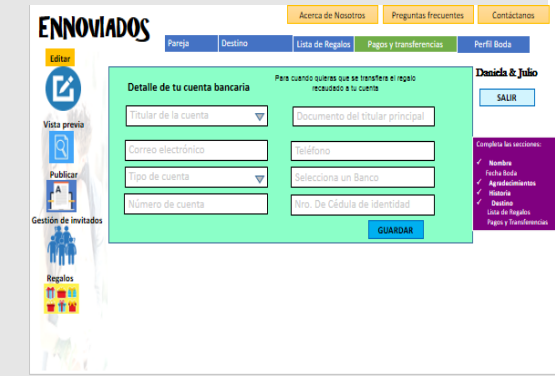 Acerca de Nosotros
Preguntas frecuentes
Contáctanos
ENNOVIADOS
Pareja
Destino
Lista de Regalos
Pagos y transferencias
Perfil Boda
Editar
Vista previa
Publicar
A
Gestión de invitados
Regalos
Detalle de tu cuenta bancaria
Para cuando quieras que se transfiera el regalo
recaudado a tu cuenta
Titular de la cuenta
Documento del titular principal
Correo electrónico
Teléfono
Tipo de cuenta
Selecciona un Banco
Número de cuenta
Nro. De Cédula de identidad
GUARDAR
Daniela & Julio
SALIR
Completa las secciones:
✓ Nombre
Fecha Boda
✓ Agradecimientos
✓ Historia
✓ Destino
Lista de Regalos
Pagos y Transferencias